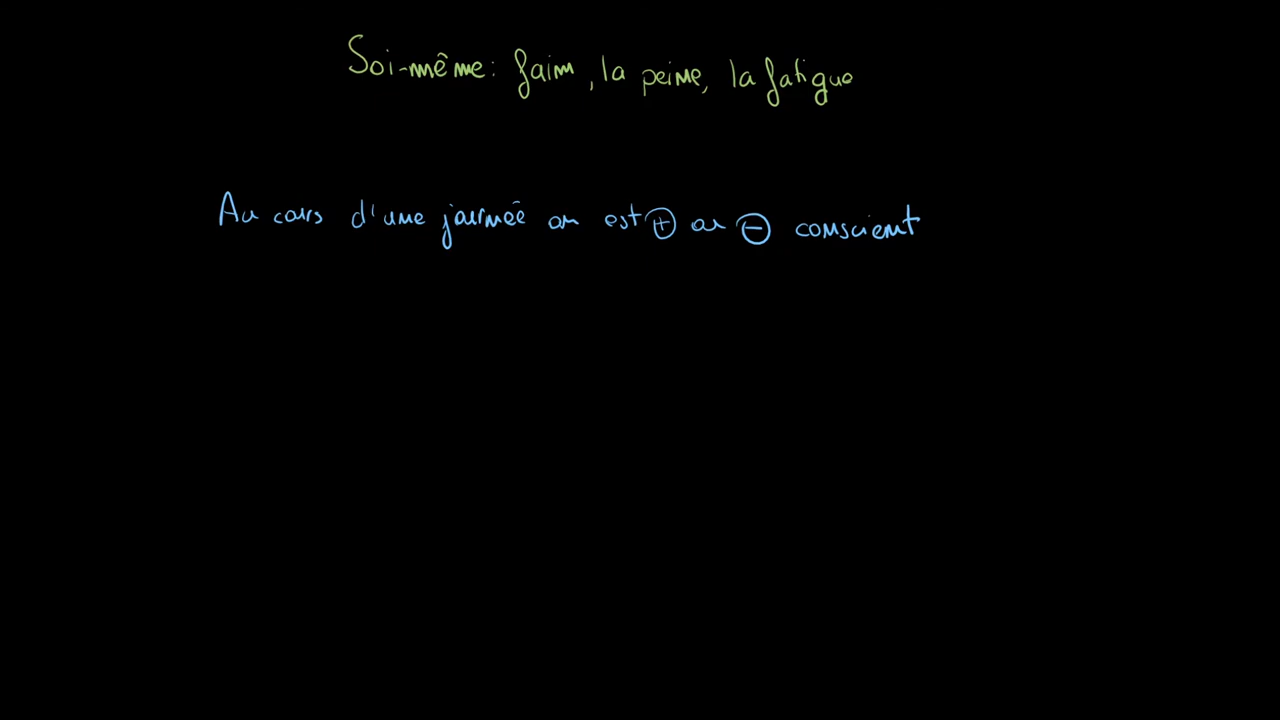 Soi-même: faim, la peine, la fatigue
Au cours d'une journée on est ⊕ ou ⊖ conscient